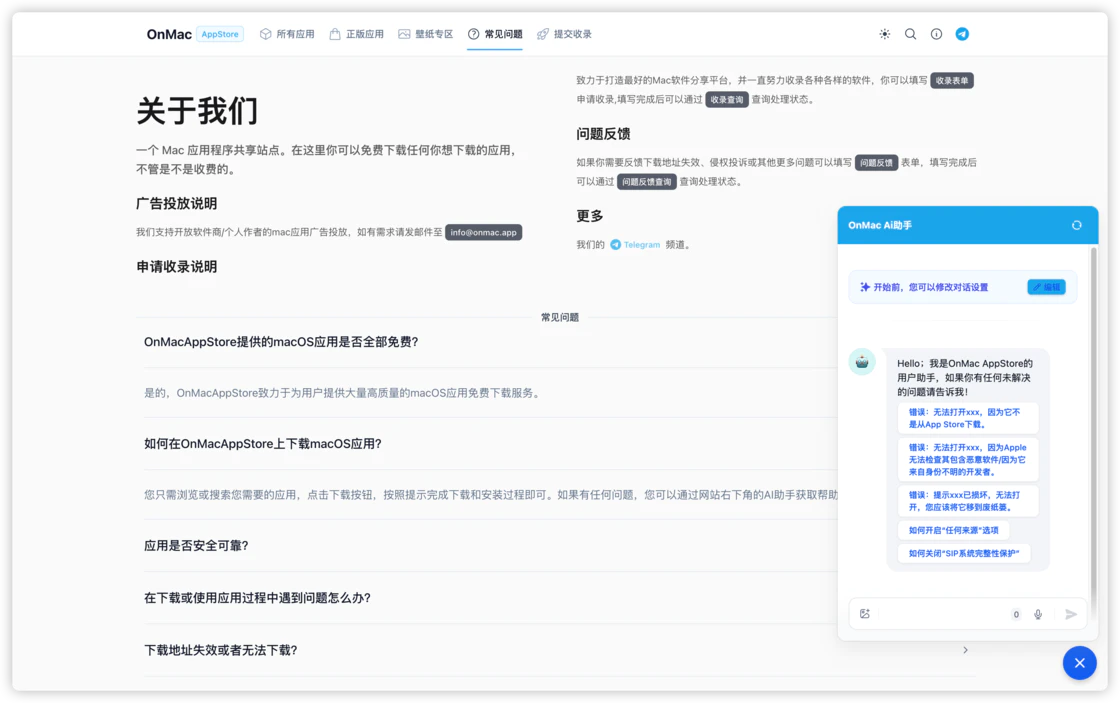 OnMac AppStore 所有应用 正版应用 壁纸专区 常见问题 提交收录
关于我们
一个 Mac 应用程序共享站点。在这里你可以免费下载任何你想下载的应用，
不管是不是收费的。
广告投放说明
我们支持开放软件商/个人作者的mac应用广告投放，如有需求请发邮件至 info@onmac.app
申请收录说明
致力于打造最好的Mac软件分享平台，并一直努力收录各种各样的软件，你可以填写 收录表单
申请收录,填写完成后可以通过 收录查询 查询处理状态。
问题反馈
如果你需要反馈下载地址失效、侵权投诉或其他更多问题可以填写 问题反馈 表单，填写完成后
可以通过 问题反馈查询 查询处理状态。
更多
我们的 Telegram 频道。
常见问题
OnMacAppStore提供的macOS应用是否全部免费?
是的，OnMacAppStore致力于为用户提供大量高质量的macOS应用免费下载服务。
如何在OnMacAppStore上下载macOS应用?
您只需浏览或搜索您需要的应用，点击下载按钮，按照提示完成下载和安装过程即可。如果有任何问题，您可以通过网站右下角的AI助手获取帮助
应用是否安全可靠?
在下载或使用应用过程中遇到问题怎么办?
下载地址失效或者无法下载?
OnMac Ai助手
开始前，您可以修改对话设置 编辑
Hello；我是OnMac AppStore的
用户助手，如果你有任何未解决
的问题请告诉我！
错误：无法打开xxx，因为它不
是从App Store下载。
错误：无法打开xxx，因为Apple
无法检查其包含恶意软件/因为它
来自身份不明的开发者。
错误：提示xxx已损坏，无法打
开，您应该将它移到废纸篓。
如何开启“任何来源”选项
如何关闭“SIP系统完整性保护”
0